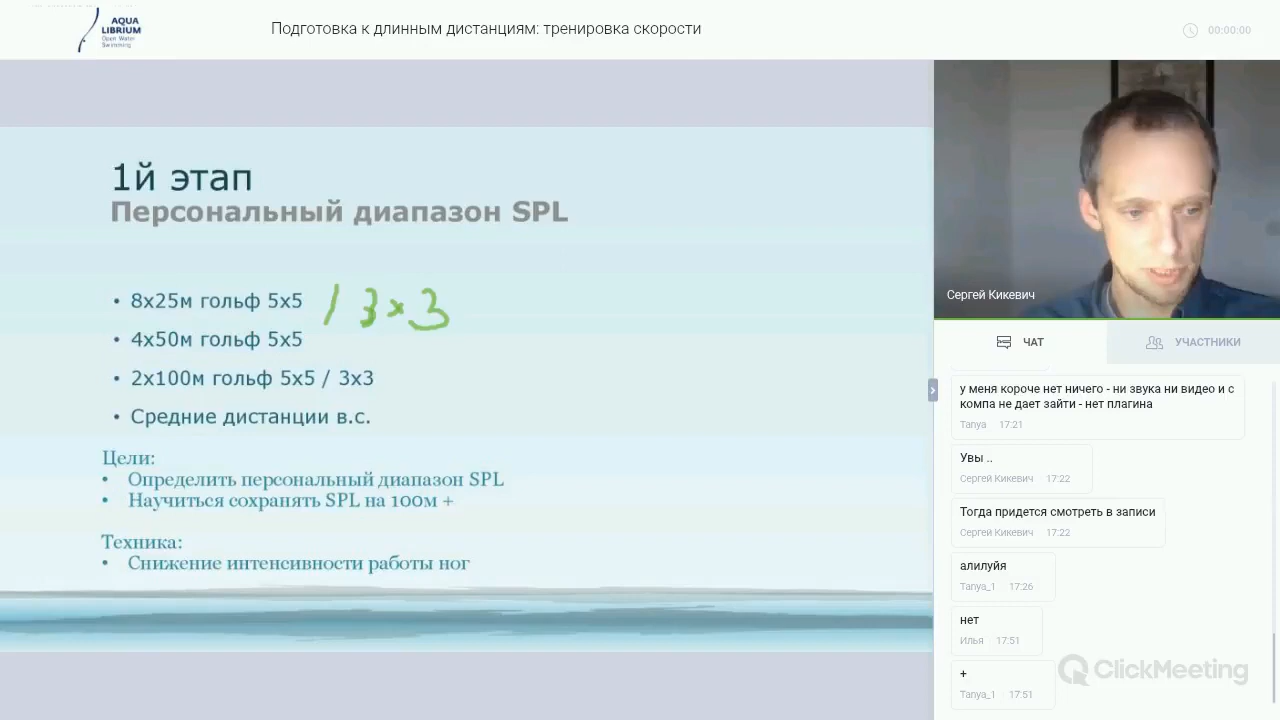 AQUA
LIBRIUM
Open Water
Swimming
Подготовка к длинным дистанциям: тренировка скорости
00:00:00
1й этап
Персональный диапазон SPL
• 8х25м гольф 5х5 / 3x3
• 4х50м гольф 5х5
• 2х100м гольф 5х5 / 3х3
• Средние дистанции в.с.
Цели:
• Определить персональный диапазон SPL
• Научиться сохранять SPL на 100м +
Техника:
• Снижение интенсивности работы ног
Сергей Кикевич
ЧАТ
УЧАСТНИКИ
у меня короче нет ничего - ни звука ни видео и с
компа не дает зайти - нет плагина
Tanya 17:21
Увы ..
Сергей Кикевич 17:22
Тогда придется смотреть в записи
Сергей Кикевич 17:22
алилуйя
Tanya_1 17:26
нет
Илья 17:51
+
Tanya_1 17:51
ClickMeeting